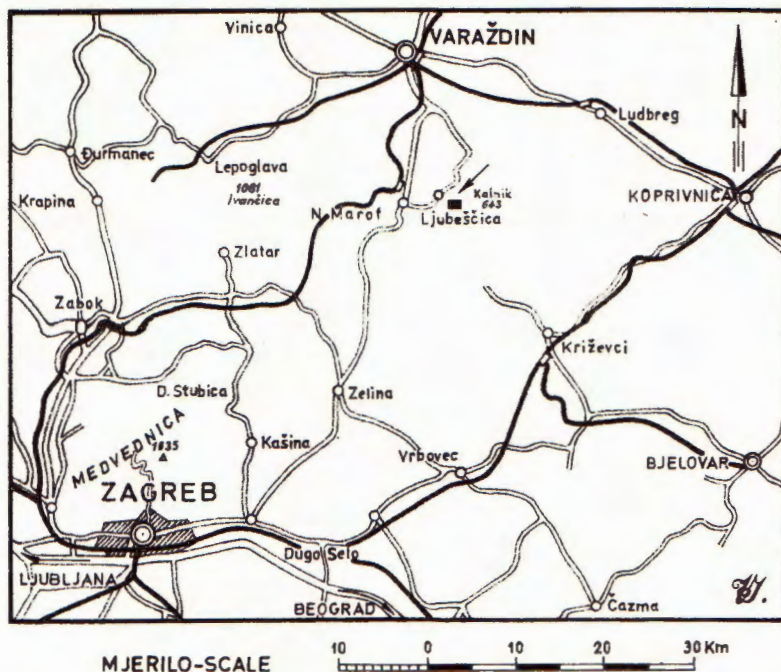 Vinica
VARAŽDIN
Ludbreg
N
Đurmanec
Lepoglava
1061
Ivančica
Krapina
Kalnik
643
N. Marof
Ljubeščica
KOPRIVNICA
Zlatar
Zabok
Križevci
D. Stubica
Zelina
MEDVEDNICA
1035
Kašina
Vrbovec
BJELOVAR
ZAGREB
Dugo Selo
LJUBLJANA
BEOGRAD
Čazma
MJERILO-SCALE
10 0 10 20 30 Km